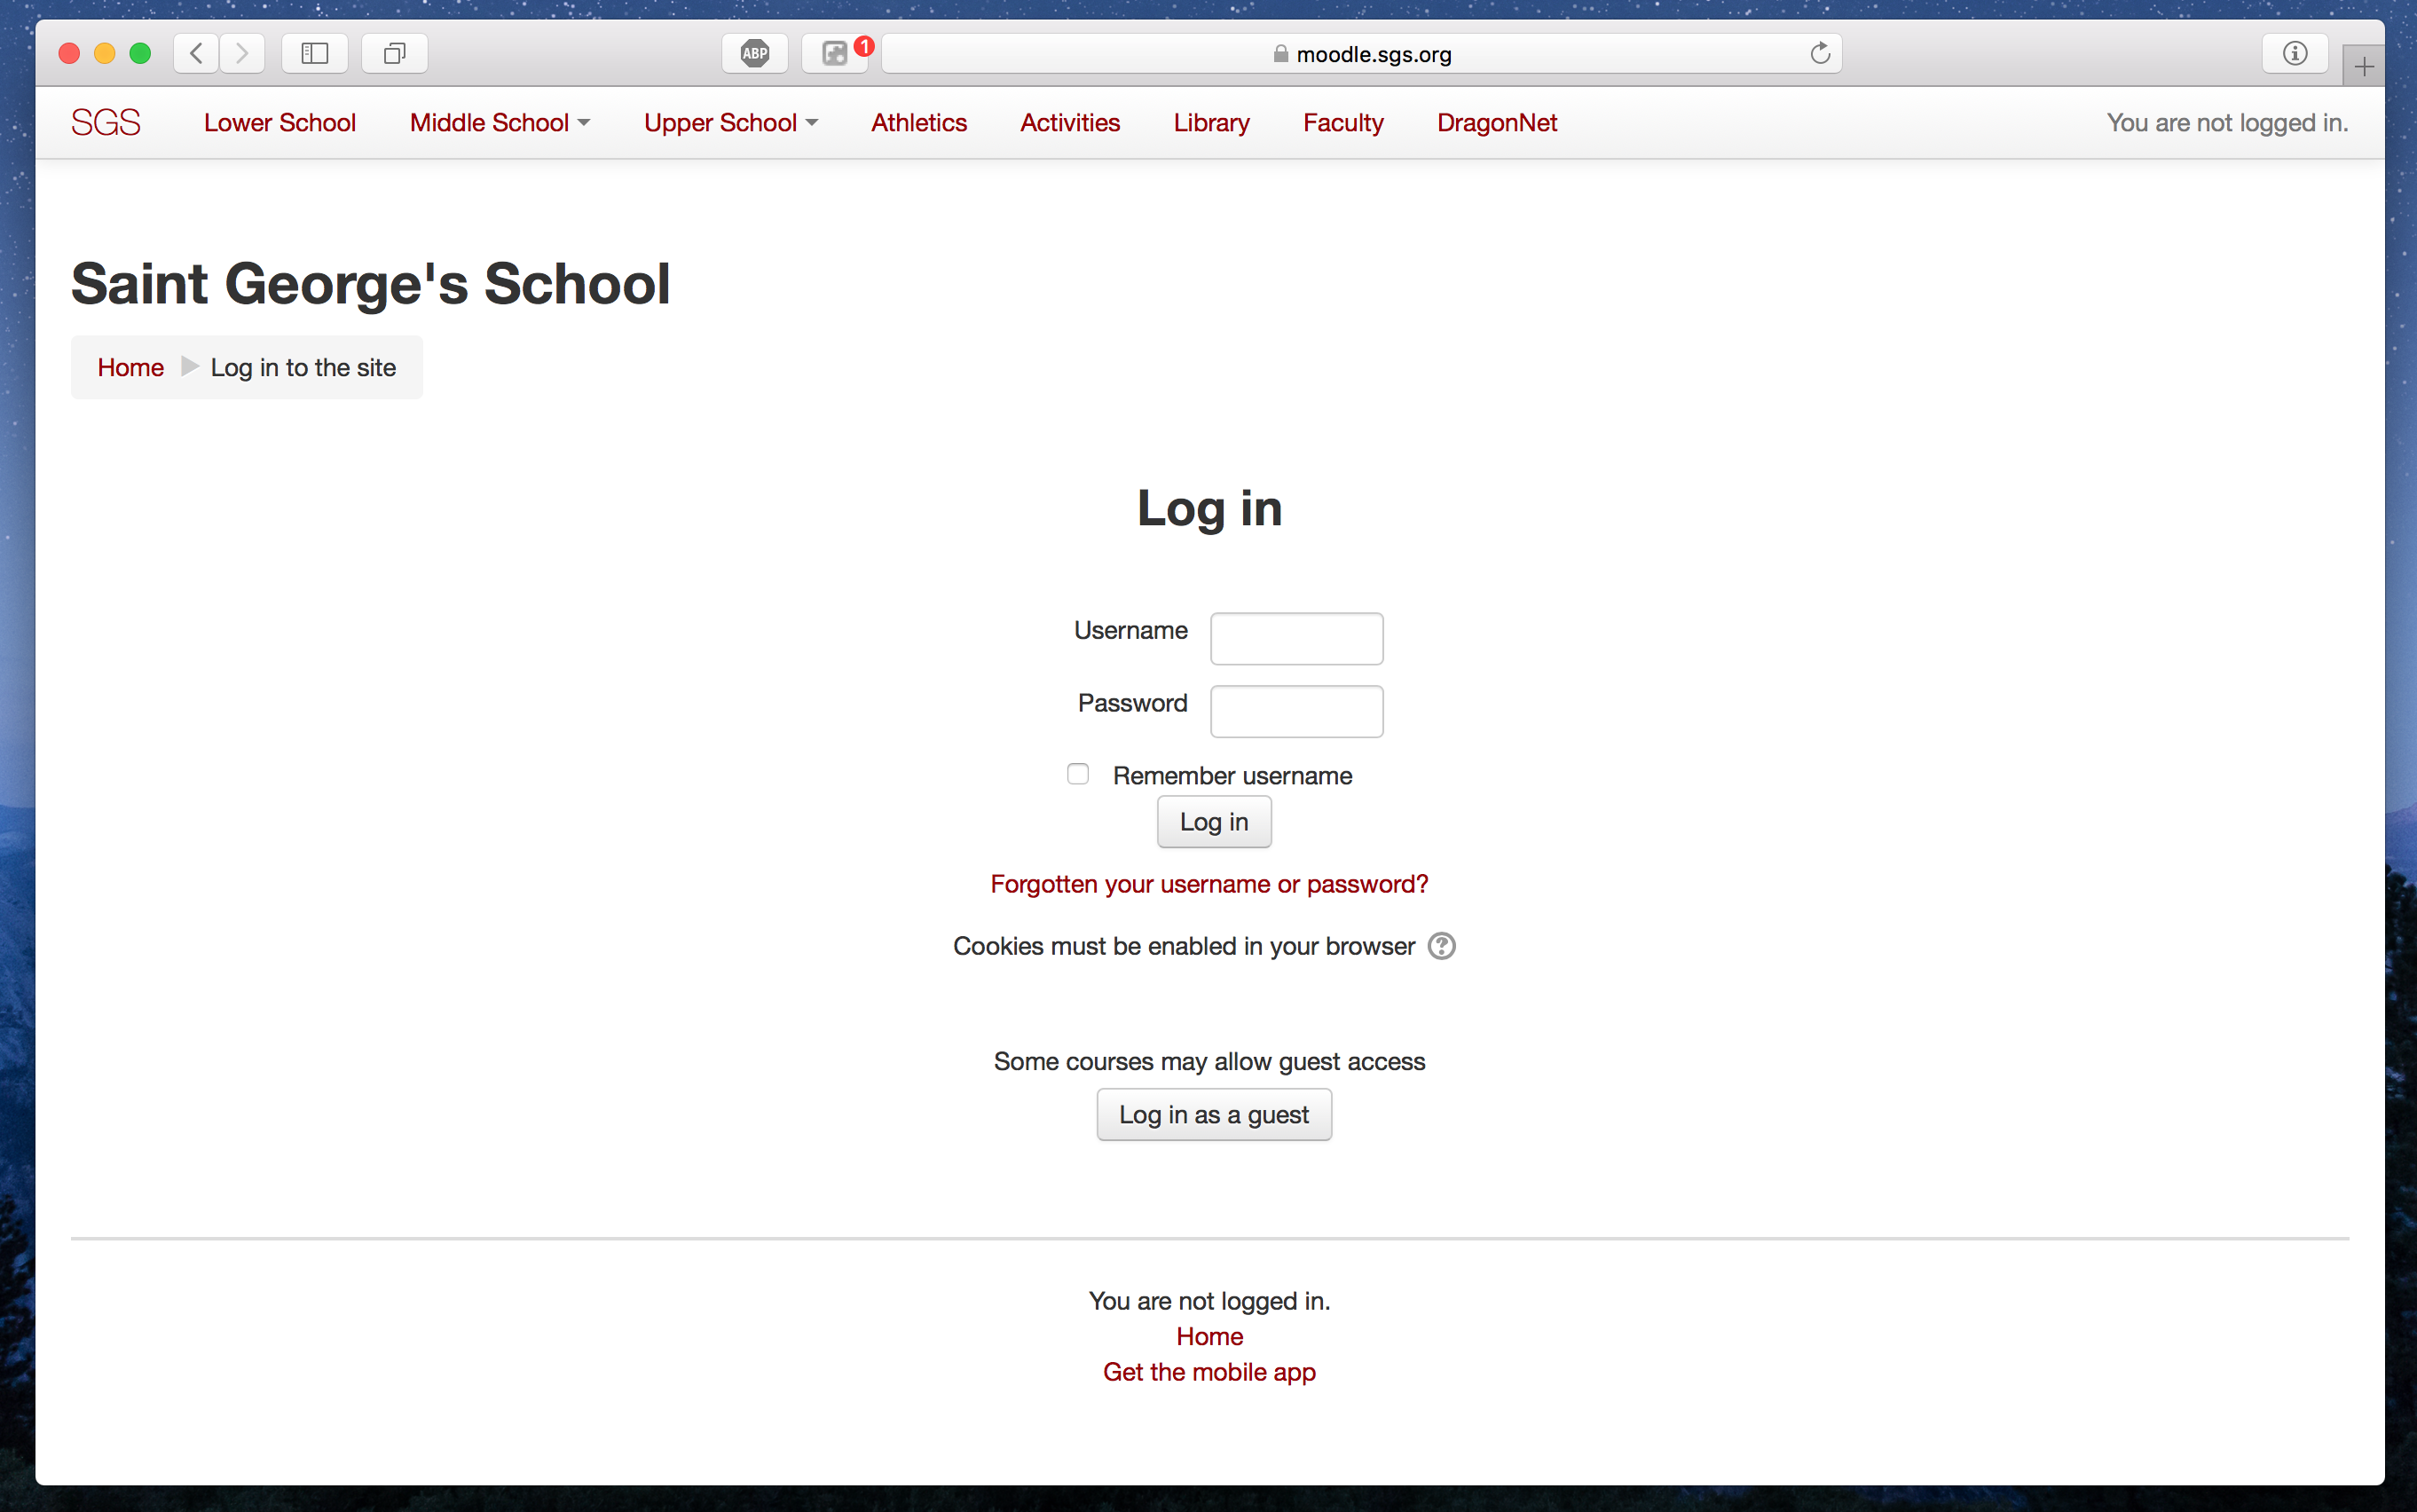 ABP
1
moodle.sgs.org
SGS Lower School Middle School Upper School Athletics Activities Library Faculty DragonNet You are not logged in.
Saint George's School
Home Log in to the site
Log in
Username
Password
Remember username
Log in
Forgotten your username or password?
Cookies must be enabled in your browser
Some courses may allow guest access
Log in as a guest
You are not logged in.
Home
Get the mobile app